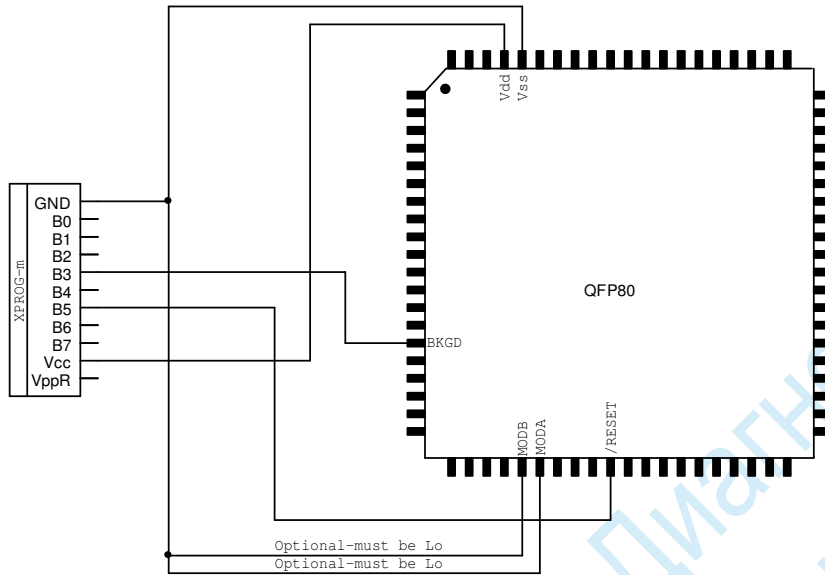 Vdd
Vss
XPROG-m
GND
B0
B1
B2
B3
B4
B5
B6
B7
Vcc
VppR
QFP80
BKGD
MODB
MODA
/RESET
Optional-must be Lo
Optional-must be Lo